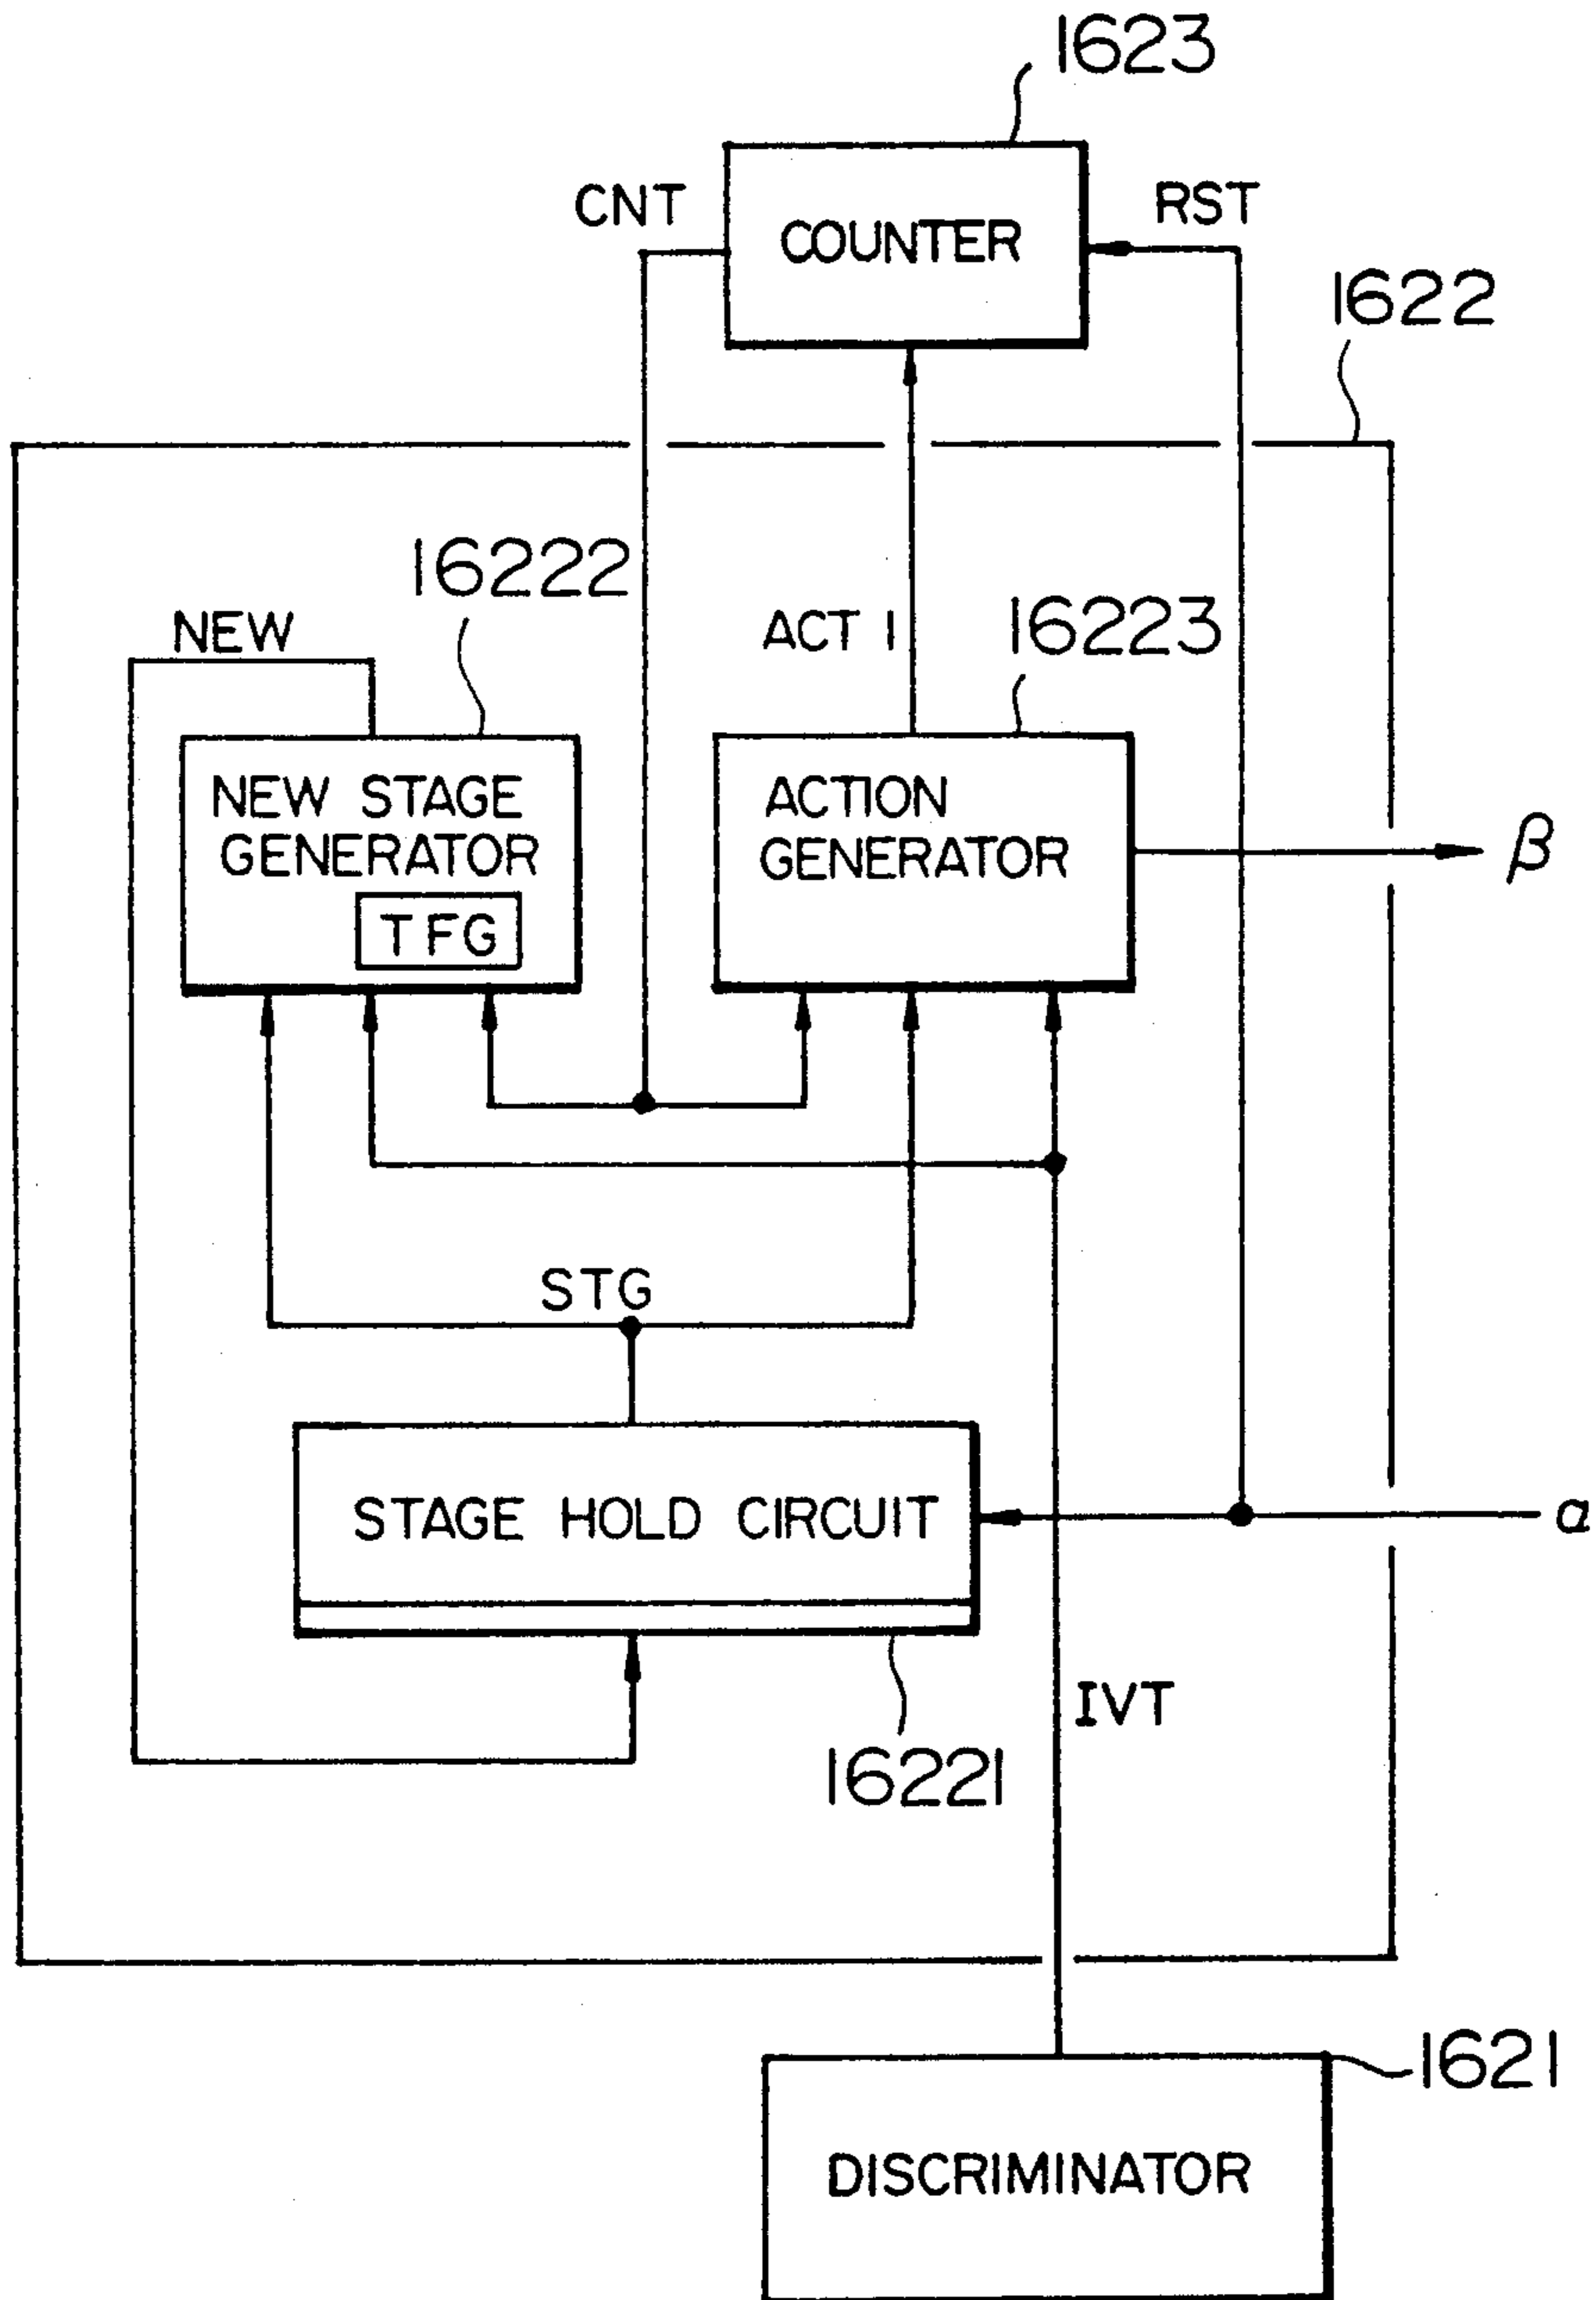 1623
CNT
RST
COUNTER
1622
16222
NEW
ACT 1
16223
NEW STAGE
GENERATOR
TFG
ACTION
GENERATOR
β
STG
STAGE HOLD CIRCUIT
α
IVT
16221
1621
DISCRIMINATOR